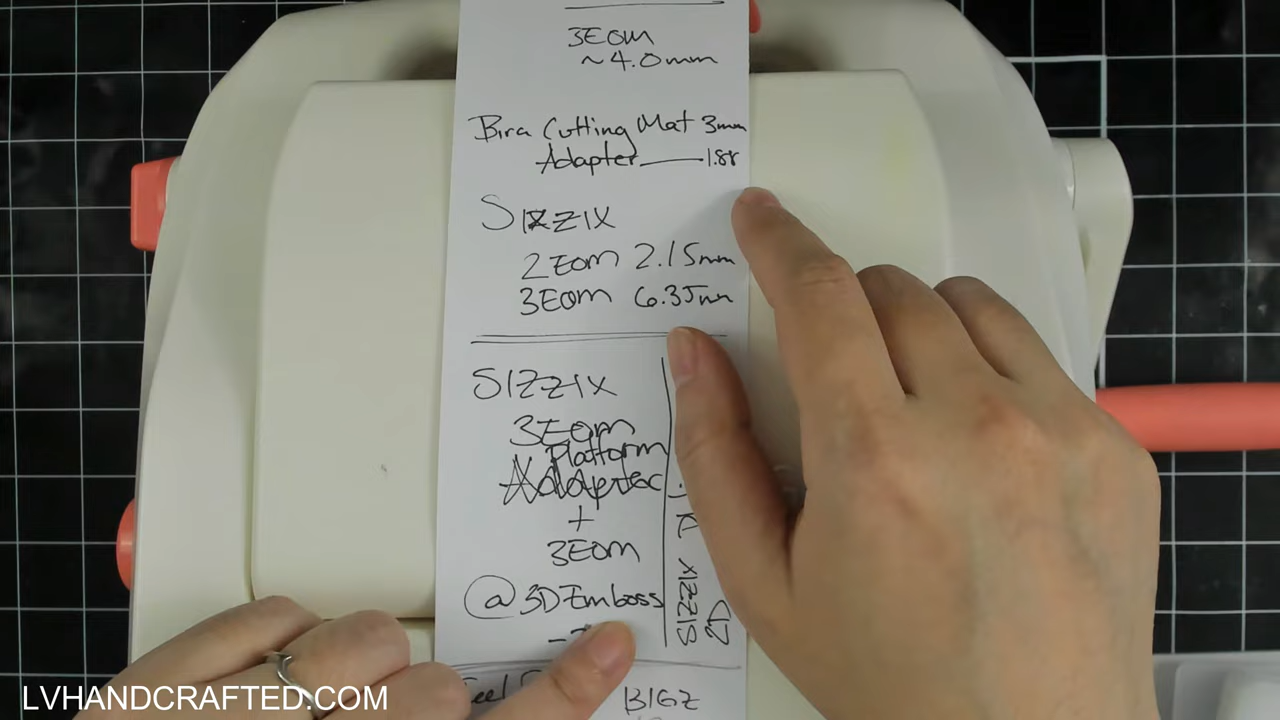 3EOM
~4.0mm
Bira Cutting Mat 3mm
Adapter 1.88
SIZZIX
2EOM 2.15mm
3EOM 6.35mm
SIZZIX
3EOM
Platform
Adapter
+
3EOM
@3DEmboss
SIZZIX
2D
BIGZ
LVHANDCRAFTED.COM